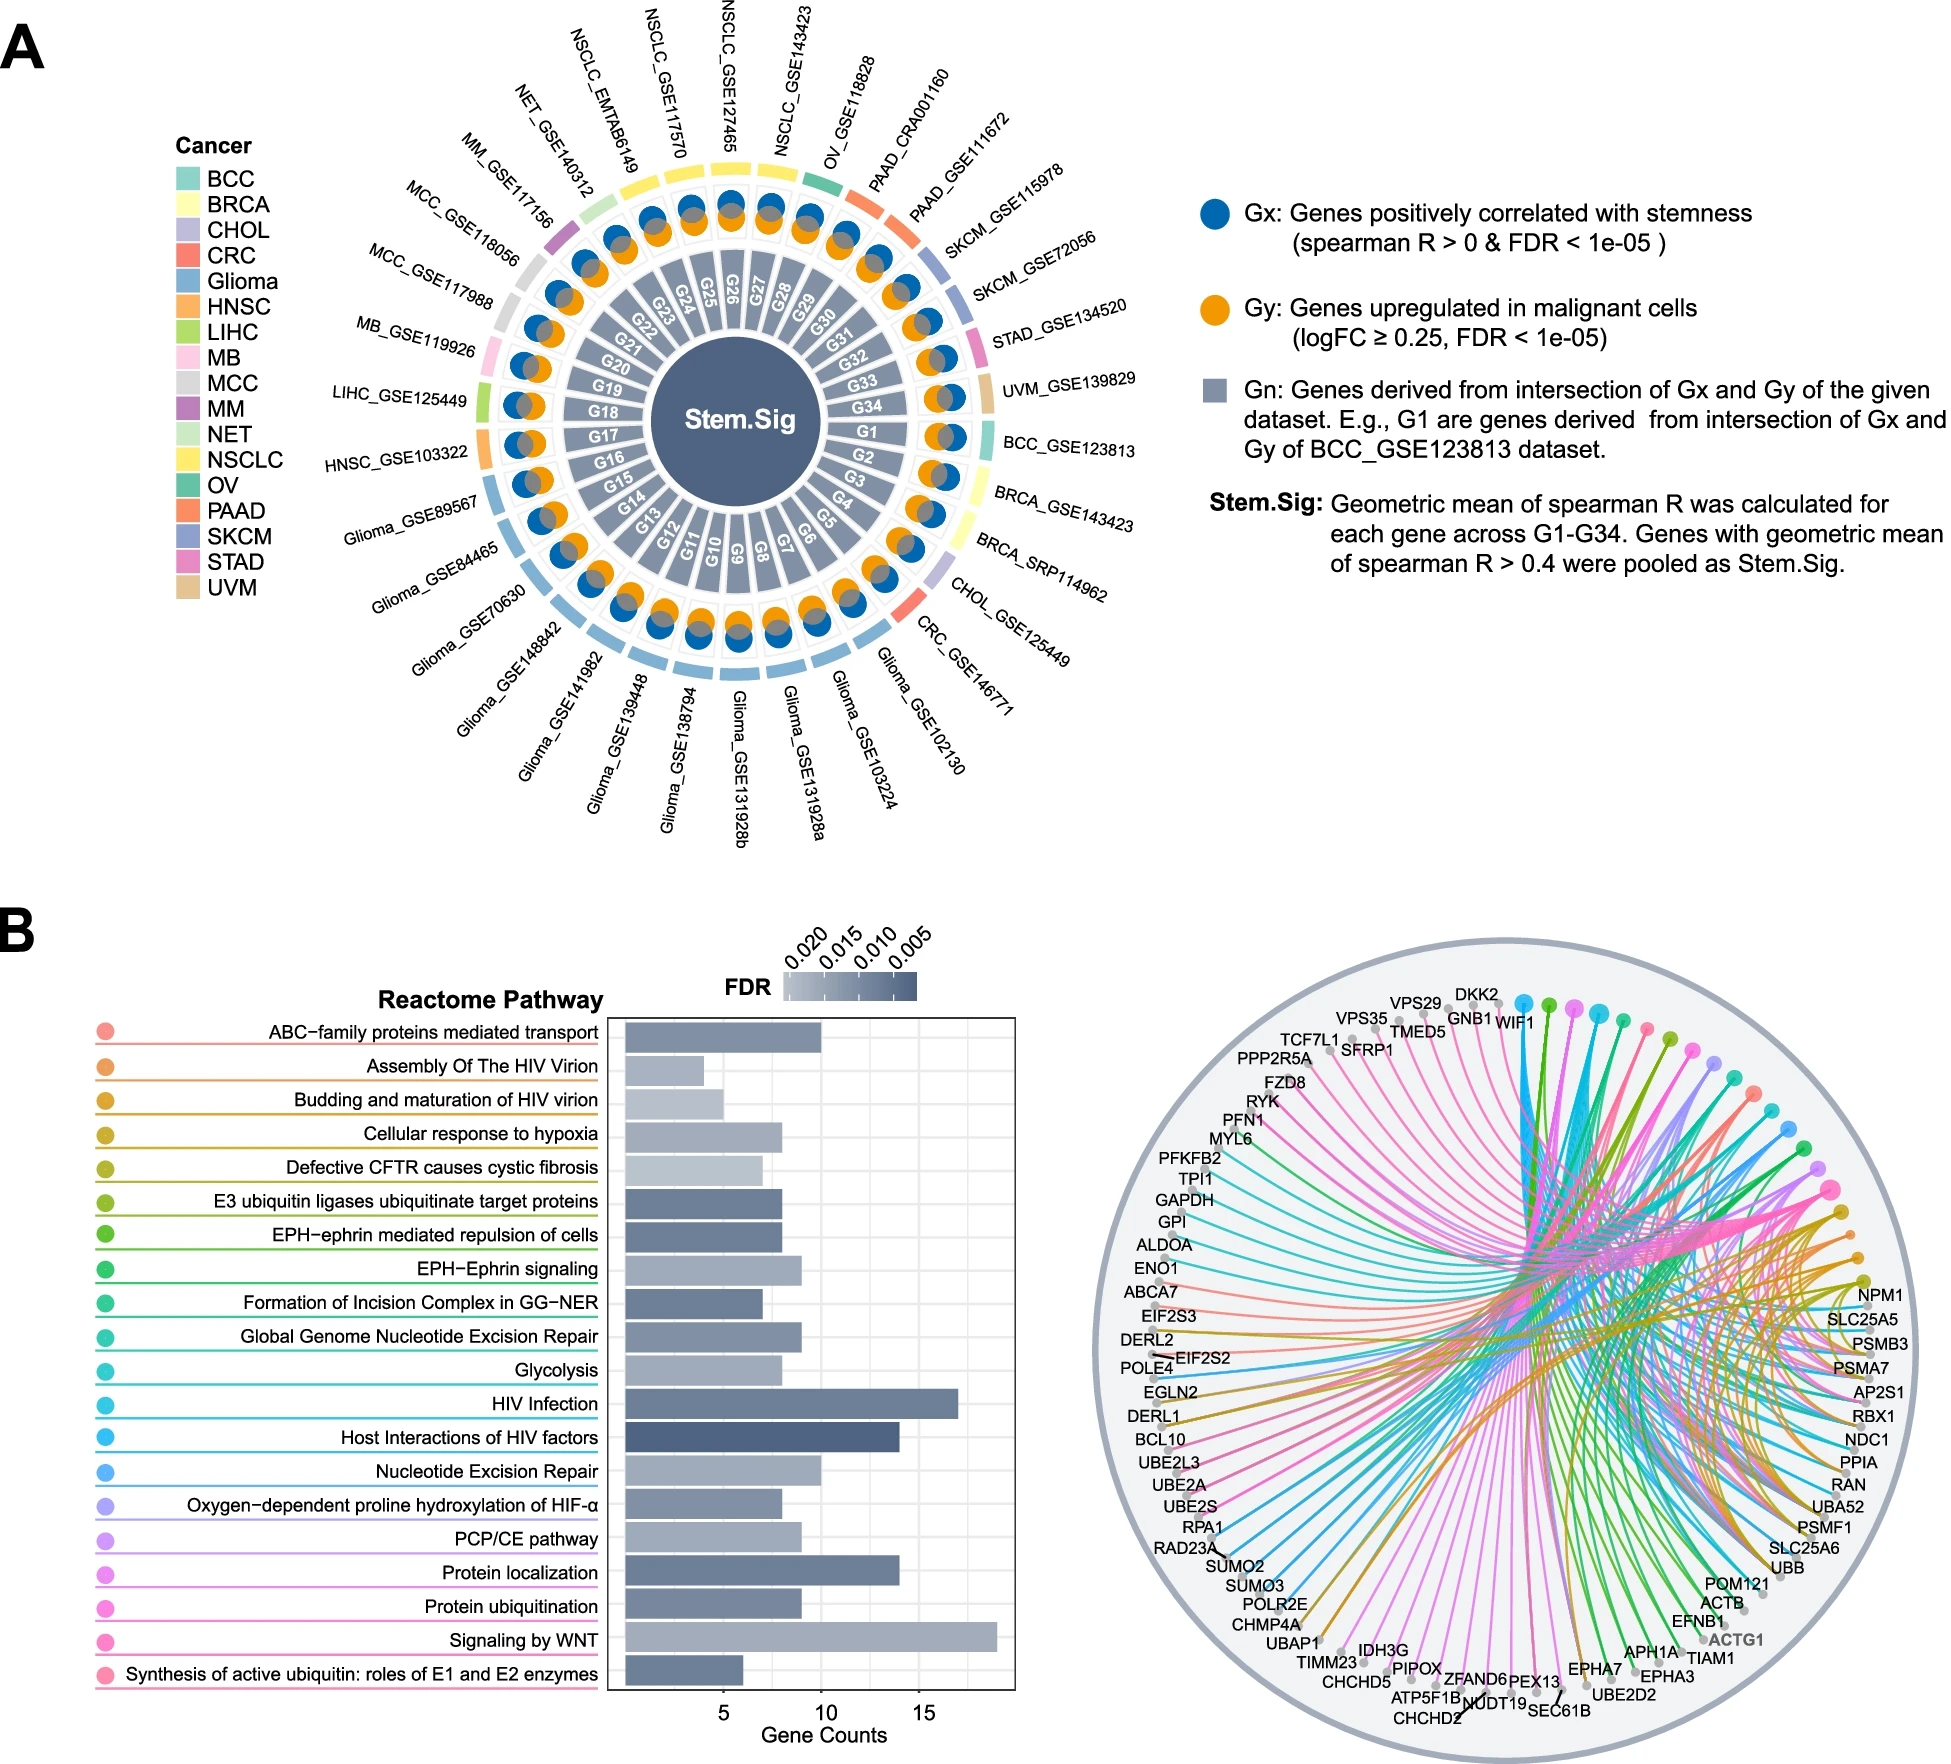 A
Cancer
BCC
BRCA
CHOL
CRC
Glioma
HNSC
LIHC
MB
MCC
MM
NET
NSCLC
OV
PAAD
SKCM
STAD
UVM
BCC_GSE123813
BRCA_GSE143423
BRCA_SRP114962
CHOL_GSE125449
CRC_GSE146771
Glioma_GSE102130
Glioma_GSE103224
Glioma_GSE131928a
Glioma_GSE131928b
Glioma_GSE138794
Glioma_GSE139448
Glioma_GSE141982
Glioma_GSE148842
Glioma_GSE70630
Glioma_GSE84465
Glioma_GSE89567
HNSC_GSE103322
LIHC_GSE125449
MB_GSE119926
MCC_GSE117988
MCC_GSE118056
MM_GSE117156
NET_GSE140312
NSCLC_EMTAB6149
NSCLC_GSE117570
NSCLC_GSE127465
NSCLC_GSE143423
OV_GSE118828
PAAD_CRA001160
PAAD_GSE111672
SKCM_GSE115978
SKCM_GSE72056
STAD_GSE134520
UVM_GSE139829
G1
G2
G3
G4
G5
G6
G7
G8
G9
G10
G11
G12
G13
G14
G15
G16
G17
G18
G19
G20
G21
G22
G23
G24
G25
G26
G27
G28
G29
G30
G31
G32
G33
G34
Stem.Sig
Gx: Genes positively correlated with stemness
(spearman R > 0 & FDR < 1e-05 )
Gy: Genes upregulated in malignant cells
(logFC ≥ 0.25, FDR < 1e-05)
Gn: Genes derived from intersection of Gx and Gy of the given
dataset. E.g., G1 are genes derived from intersection of Gx and
Gy of BCC_GSE123813 dataset.
Stem.Sig: Geometric mean of spearman R was calculated for
each gene across G1-G34. Genes with geometric mean
of spearman R > 0.4 were pooled as Stem.Sig.
B
FDR
0.020
0.015
0.010
0.005
Reactome Pathway
ABC−family proteins mediated transport
Assembly Of The HIV Virion
Budding and maturation of HIV virion
Cellular response to hypoxia
Defective CFTR causes cystic fibrosis
E3 ubiquitin ligases ubiquitinate target proteins
EPH−ephrin mediated repulsion of cells
EPH−Ephrin signaling
Formation of Incision Complex in GG−NER
Global Genome Nucleotide Excision Repair
Glycolysis
HIV Infection
Host Interactions of HIV factors
Nucleotide Excision Repair
Oxygen−dependent proline hydroxylation of HIF-α
PCP/CE pathway
Protein localization
Protein ubiquitination
Signaling by WNT
Synthesis of active ubiquitin: roles of E1 and E2 enzymes
5
10
15
Gene Counts
WIF1
DKK2
GNB1
VPS29
TMED5
VPS35
SFRP1
TCF7L1
PPP2R5A
FZD8
RYK
PFN1
MYL6
PFKFB2
TPI1
GAPDH
GPI
ALDOA
ENO1
ABCA7
EIF2S3
DERL2
EIF2S2
POLE4
EGLN2
DERL1
BCL10
UBE2L3
UBE2A
UBE2S
RPA1
RAD23A
SUMO2
SUMO3
POLR2E
CHMP4A
UBAP1
TIMM23
IDH3G
CHCHD5
PIPOX
ATP5F1B
CHCHD2
ZFAND6
NUDT19
PEX13
SEC61B
EPHA7
UBE2D2
EPHA3
APH1A
TIAM1
ACTG1
EFNB1
ACTB
POM121
UBB
SLC25A6
PSMF1
UBA52
RAN
PPIA
NDC1
RBX1
AP2S1
PSMA7
PSMB3
SLC25A5
NPM1